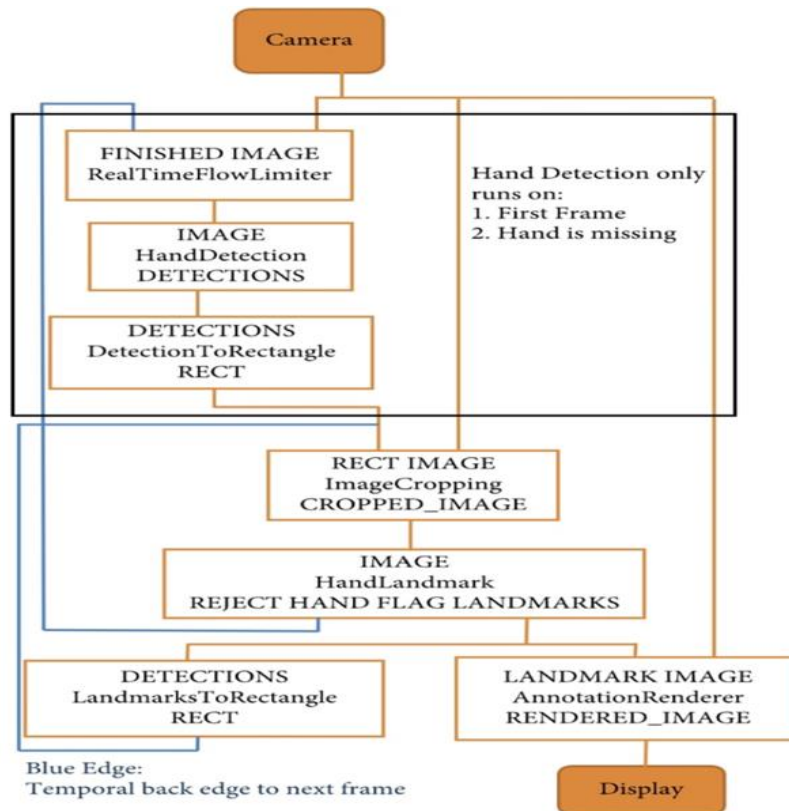 Camera
FINISHED IMAGE
RealTimeFlowLimiter
Hand Detection only
runs on:
1. First Frame
2. Hand is missing
IMAGE
HandDetection
DETECTIONS
DETECTIONS
DetectionToRectangle
RECT
RECT IMAGE
ImageCropping
CROPPED_IMAGE
IMAGE
HandLandmark
REJECT HAND FLAG LANDMARKS
DETECTIONS
LandmarksToRectangle
RECT
LANDMARK IMAGE
AnnotationRenderer
RENDERED_IMAGE
Blue Edge:
Temporal back edge to next frame
Display